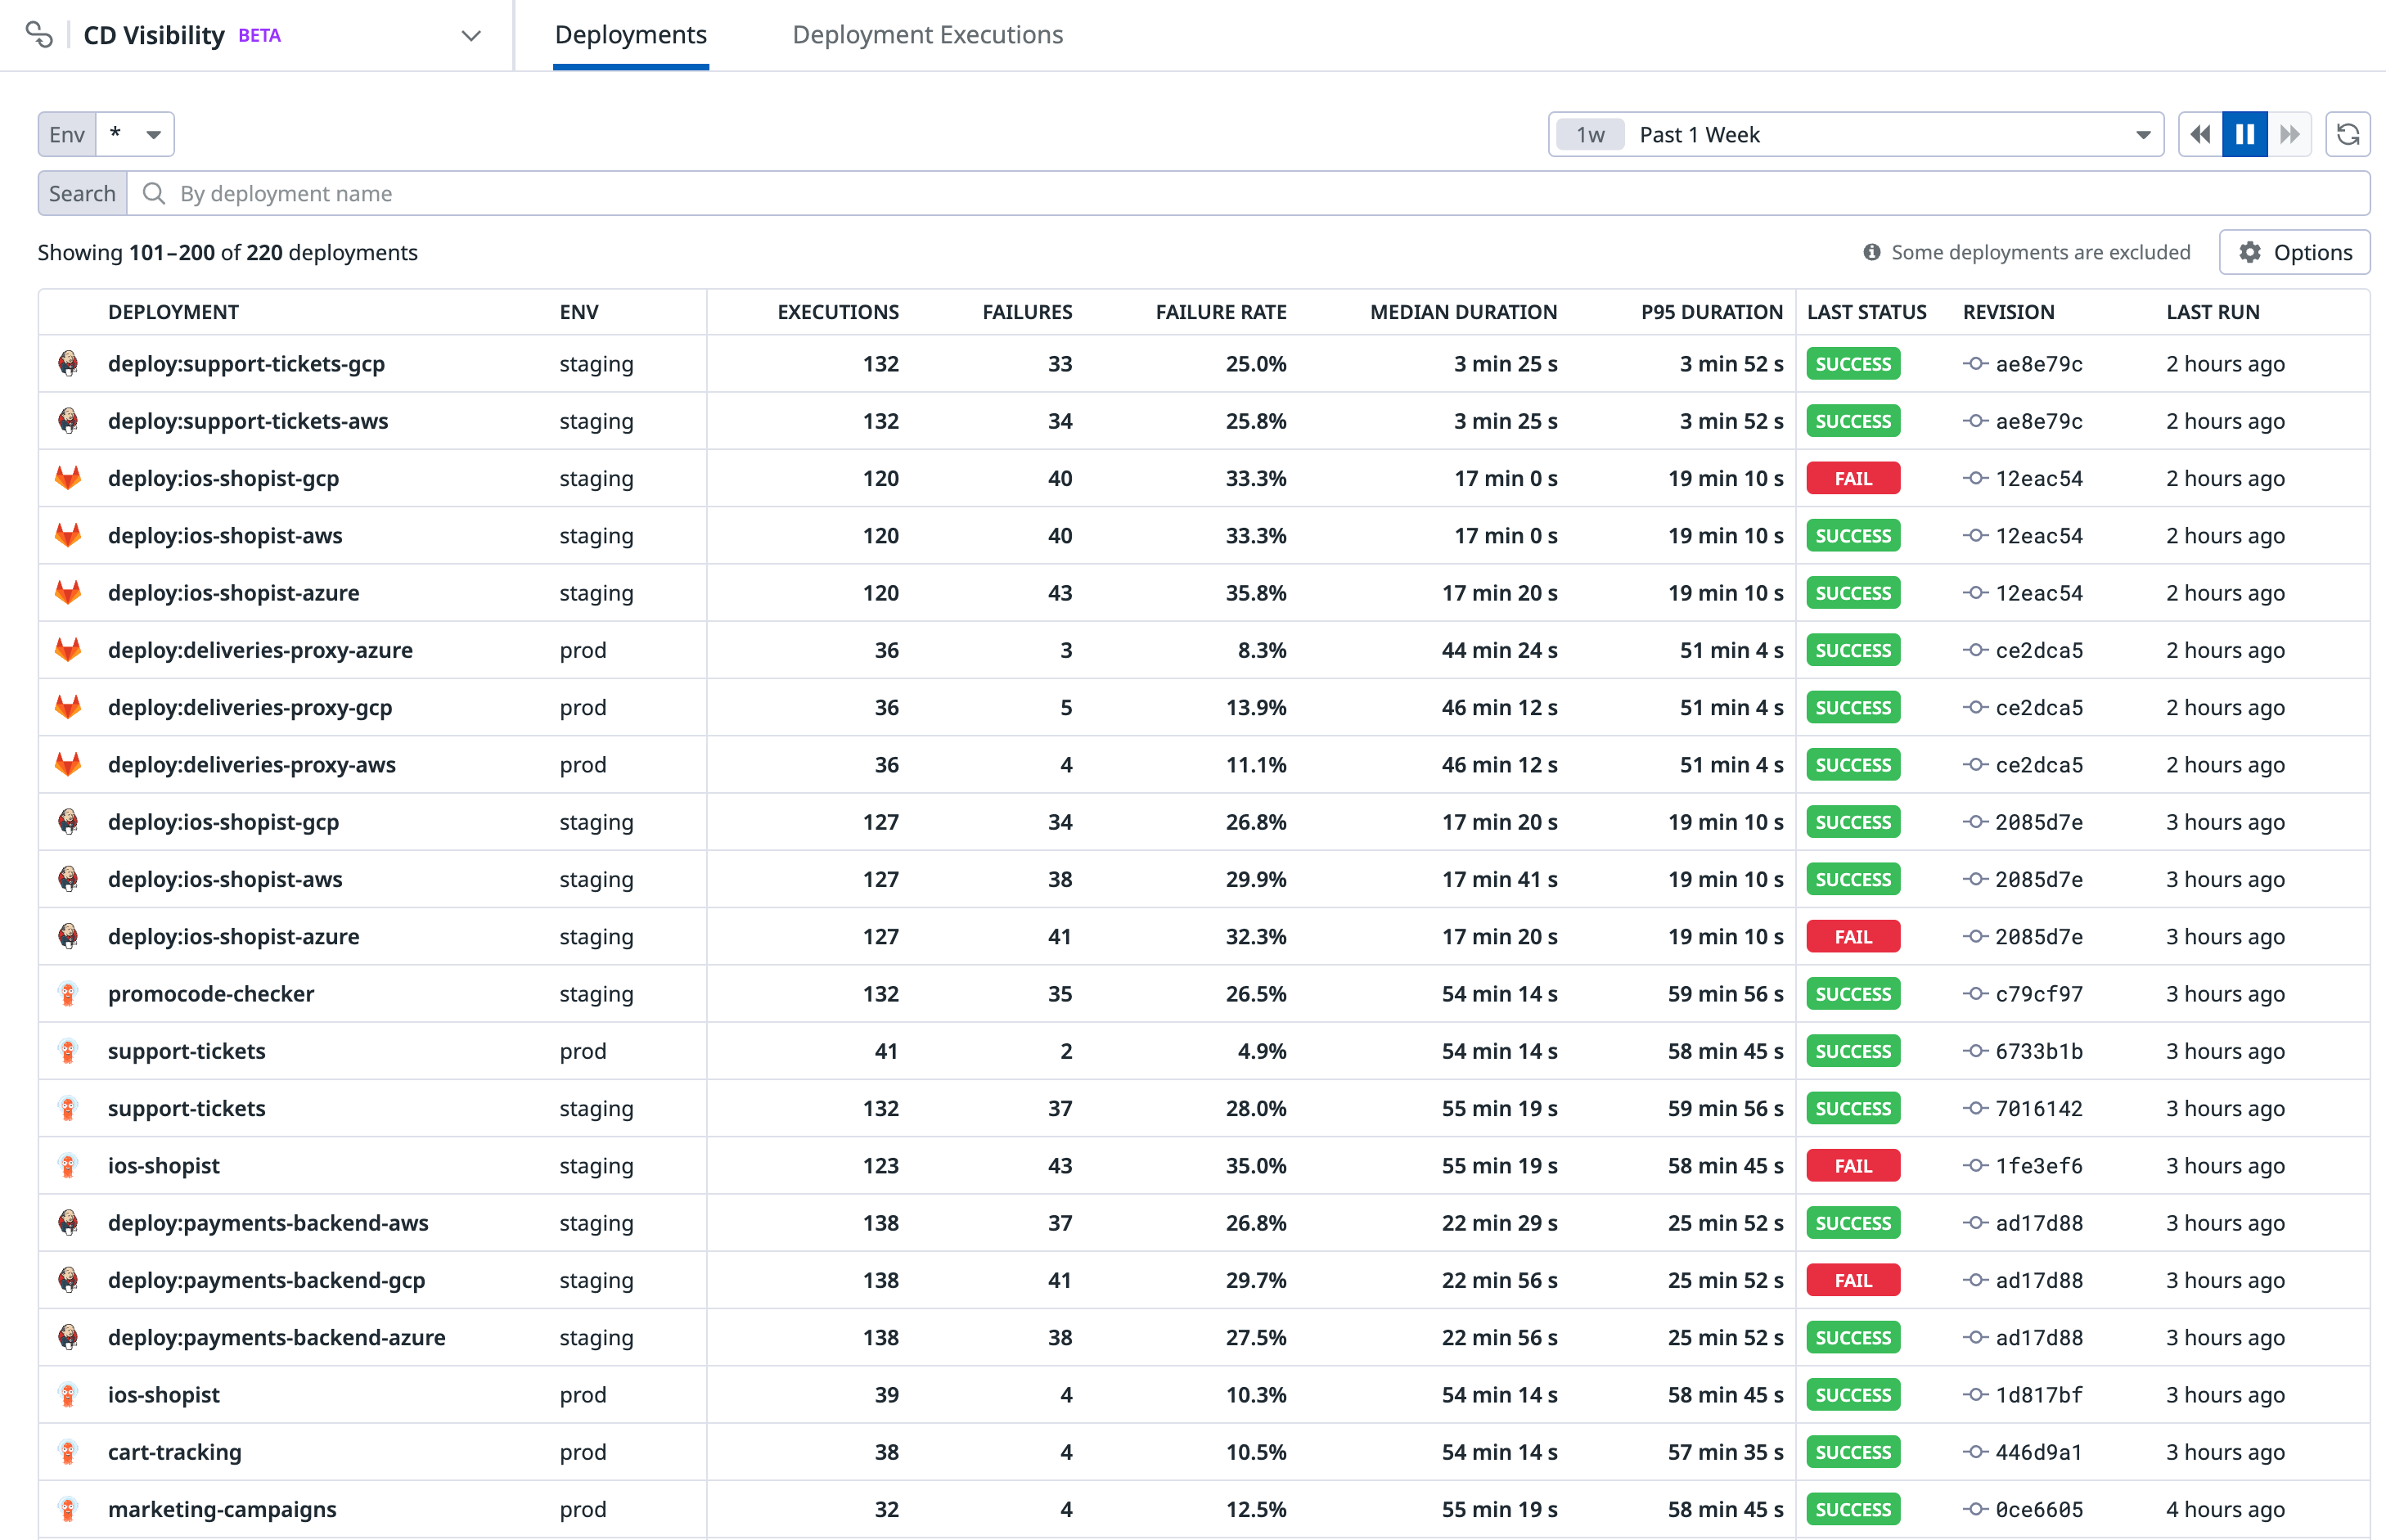 CD Visibility BETA Deployments Deployment Executions
Env * 1w Past 1 Week
Search By deployment name
Showing 101–200 of 220 deployments Some deployments are excluded Options
DEPLOYMENT ENV EXECUTIONS FAILURES FAILURE RATE MEDIAN DURATION P95 DURATION LAST STATUS REVISION LAST RUN
deploy:support-tickets-gcp staging 132 33 25.0% 3 min 25 s 3 min 52 s SUCCESS ae8e79c 2 hours ago
deploy:support-tickets-aws staging 132 34 25.8% 3 min 25 s 3 min 52 s SUCCESS ae8e79c 2 hours ago
deploy:ios-shopist-gcp staging 120 40 33.3% 17 min 0 s 19 min 10 s FAIL 12eac54 2 hours ago
deploy:ios-shopist-aws staging 120 40 33.3% 17 min 0 s 19 min 10 s SUCCESS 12eac54 2 hours ago
deploy:ios-shopist-azure staging 120 43 35.8% 17 min 20 s 19 min 10 s SUCCESS 12eac54 2 hours ago
deploy:deliveries-proxy-azure prod 36 3 8.3% 44 min 24 s 51 min 4 s SUCCESS ce2dca5 2 hours ago
deploy:deliveries-proxy-gcp prod 36 5 13.9% 46 min 12 s 51 min 4 s SUCCESS ce2dca5 2 hours ago
deploy:deliveries-proxy-aws prod 36 4 11.1% 46 min 12 s 51 min 4 s SUCCESS ce2dca5 2 hours ago
deploy:ios-shopist-gcp staging 127 34 26.8% 17 min 20 s 19 min 10 s SUCCESS 2085d7e 3 hours ago
deploy:ios-shopist-aws staging 127 38 29.9% 17 min 41 s 19 min 10 s SUCCESS 2085d7e 3 hours ago
deploy:ios-shopist-azure staging 127 41 32.3% 17 min 20 s 19 min 10 s FAIL 2085d7e 3 hours ago
promocode-checker staging 132 35 26.5% 54 min 14 s 59 min 56 s SUCCESS c79cf97 3 hours ago
support-tickets prod 41 2 4.9% 54 min 14 s 58 min 45 s SUCCESS 6733b1b 3 hours ago
support-tickets staging 132 37 28.0% 55 min 19 s 59 min 56 s SUCCESS 7016142 3 hours ago
ios-shopist staging 123 43 35.0% 55 min 19 s 58 min 45 s FAIL 1fe3ef6 3 hours ago
deploy:payments-backend-aws staging 138 37 26.8% 22 min 29 s 25 min 52 s SUCCESS ad17d88 3 hours ago
deploy:payments-backend-gcp staging 138 41 29.7% 22 min 56 s 25 min 52 s FAIL ad17d88 3 hours ago
deploy:payments-backend-azure staging 138 38 27.5% 22 min 56 s 25 min 52 s SUCCESS ad17d88 3 hours ago
ios-shopist prod 39 4 10.3% 54 min 14 s 58 min 45 s SUCCESS 1d817bf 3 hours ago
cart-tracking prod 38 4 10.5% 54 min 14 s 57 min 35 s SUCCESS 446d9a1 3 hours ago
marketing-campaigns prod 32 4 12.5% 55 min 19 s 58 min 45 s SUCCESS 0ce6605 4 hours ago